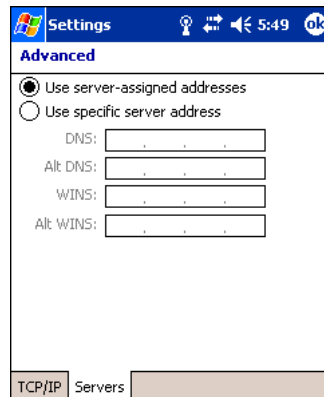 Settings 5:49 ok
Advanced
Use server-assigned addresses
Use specific server address
DNS: . . .
Alt DNS: . . .
WINS: . . .
Alt WINS: . . .
TCP/IP Servers